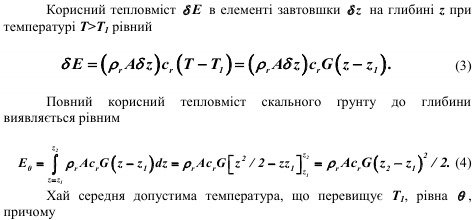 Корисний тепловміст δE в елементі завтовшки δz на глибині z при
температурі T>T₁ рівний
δE = (ρᵣAδz)cᵣ(T − T₁) = (ρᵣAδz)cᵣG(z − z₁). (3)
Повний корисний тепловміст скального ґрунту до глибини
виявляється рівним
E₀ = ∫_{z=z₁}^{z₂} ρᵣAcᵣG(z − z₁)dz = ρᵣAcᵣG[z² / 2 − zz₁]_{z₁}^{z₂} = ρᵣAcᵣG(z₂ − z₁)² / 2. (4)
Хай середня допустима температура, що перевищує T₁, рівна θ,
причому